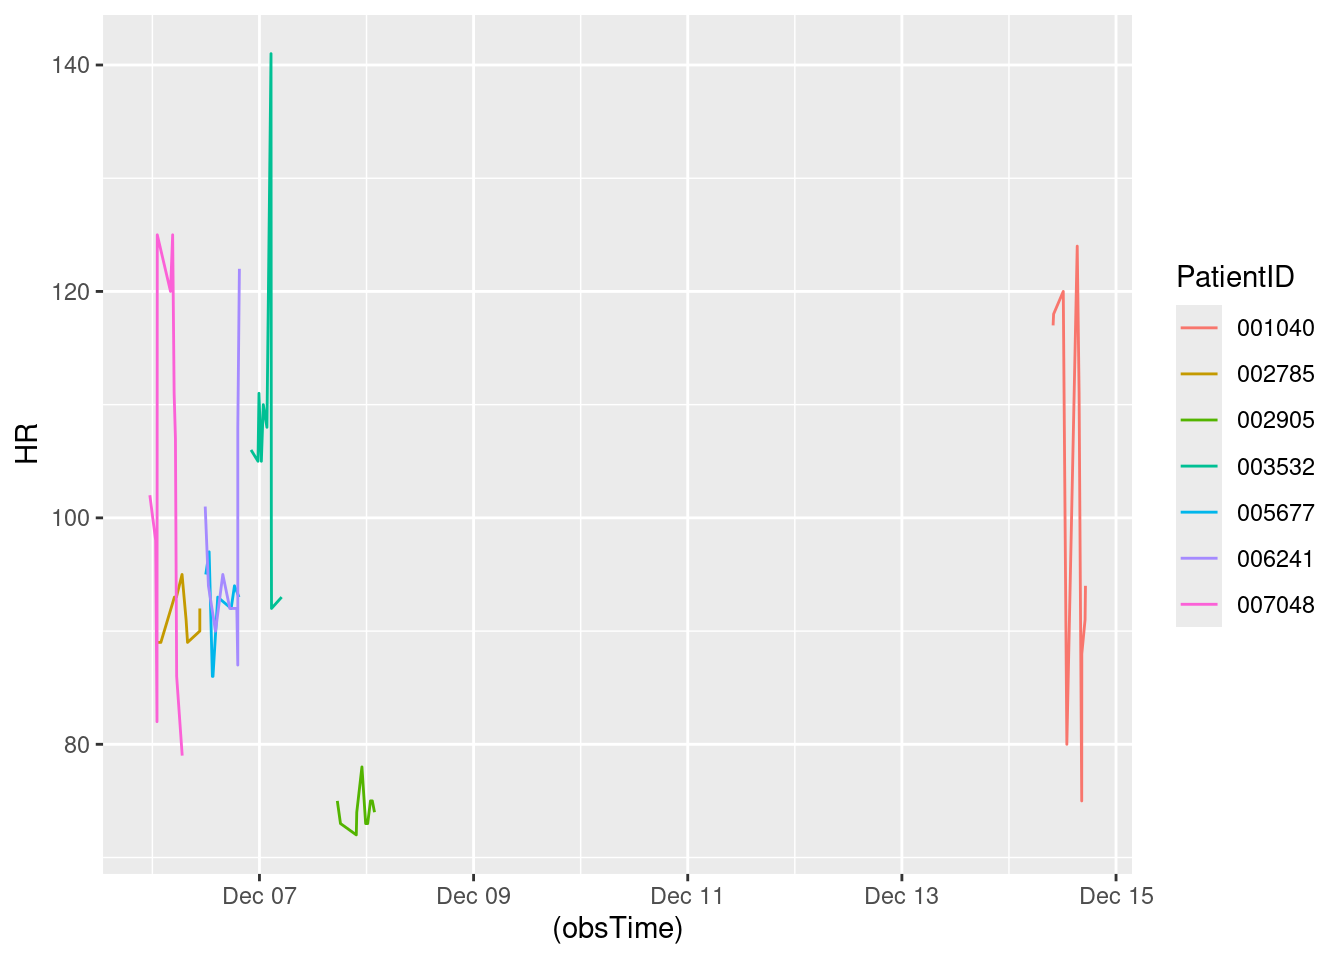 140
120
100
80
HR
Dec 07
Dec 09
Dec 11
Dec 13
Dec 15
(obsTime)
PatientID
001040
002785
002905
003532
005677
006241
007048